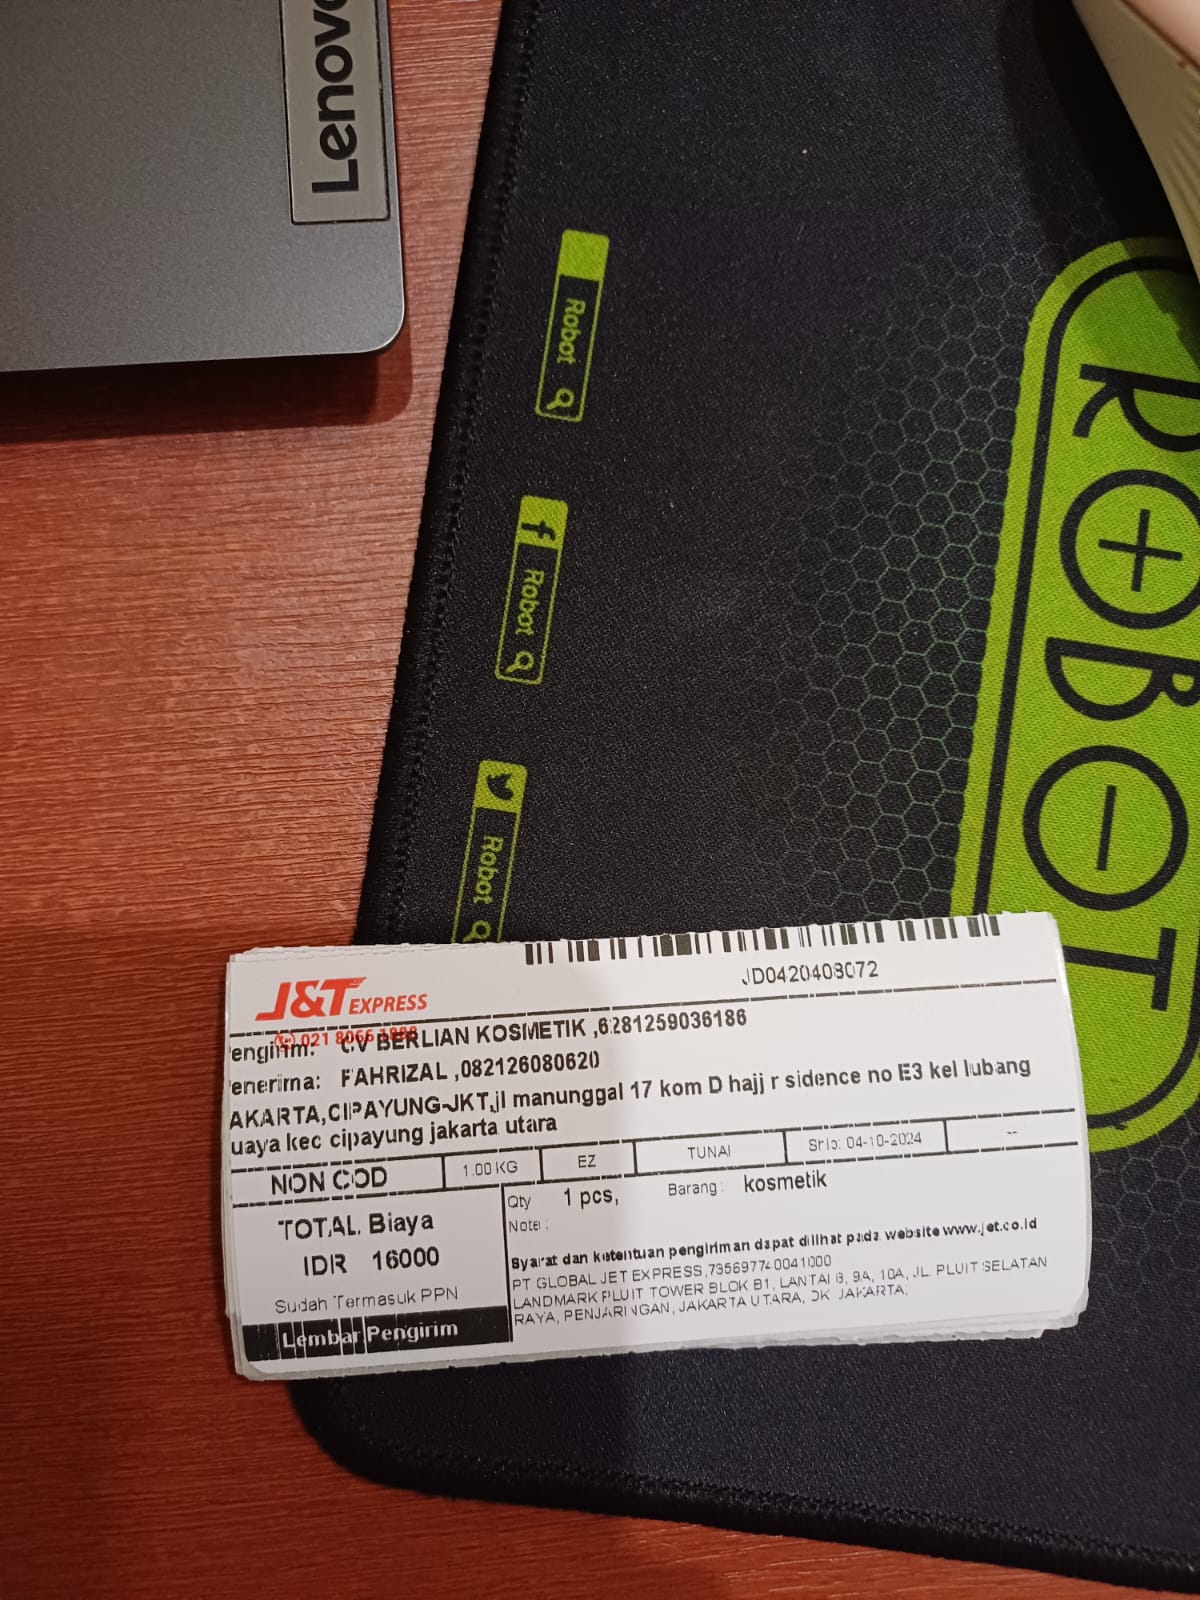 Lenovo
Robot
Robot
Robot
ROBOT
J&T EXPRESS
JD0420408072
021 8066 1888
engirim: CV BERLIAN KOSMETIK ,6281259036186
enerima: FAHRIZAL ,082126080620
AKARTA,CIPAYUNG-JKT,jl manunggal 17 kom D hajj r sidence no E3 kel lubang
uaya kec cipayung jakarta utara
NON COD
1.00 KG
EZ
TUNAI
04-10-2024
--
TOTAL Biaya
IDR 16000
Sudah Termasuk PPN
Lembar Pengirim
Qty 1 pcs, Barang: kosmetik
Note :
Syarat dan ketentuan pengiriman dapat dilihat pada website www.jet.co.id
PT GLOBAL JET EXPRESS,735697740041000
LANDMARK PLUIT TOWER BLOK B1, LANTAI 8, 9A, 10A, JL. PLUIT SELATAN
RAYA, PENJARINGAN, JAKARTA UTARA, DK JAKARTA,